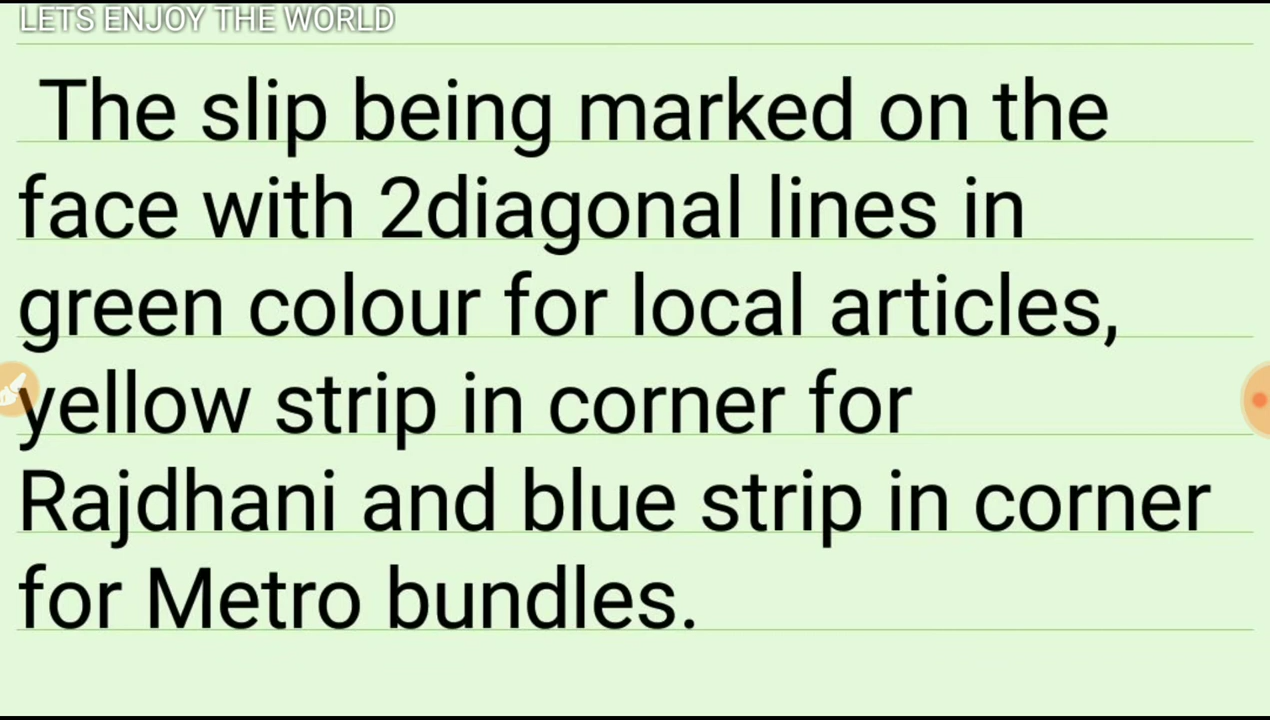 LETS ENJOY THE WORLD
The slip being marked on the
face with 2diagonal lines in
green colour for local articles,
yellow strip in corner for
Rajdhani and blue strip in corner
for Metro bundles.